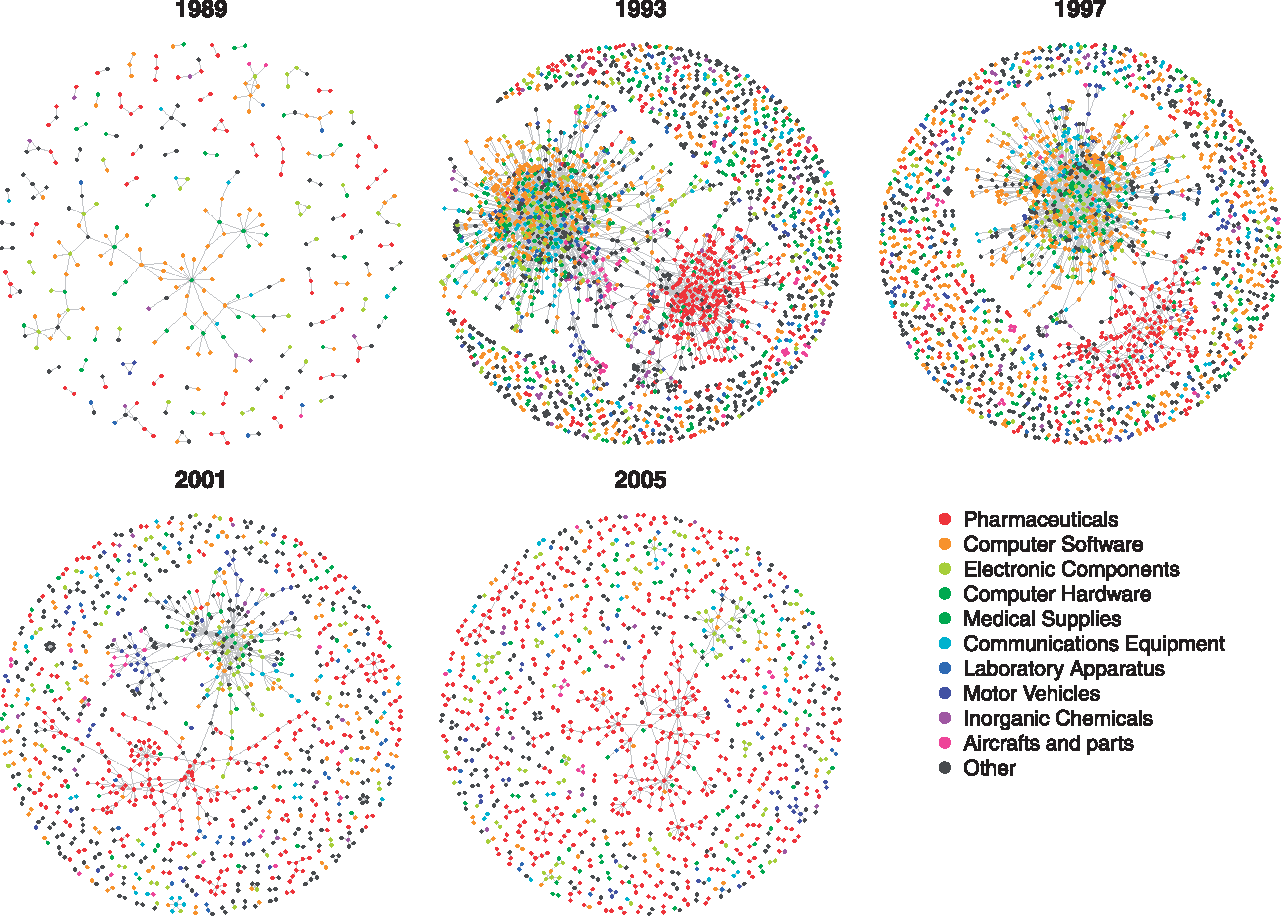 1989
1993
1997
2001
2005
Pharmaceuticals
Computer Software
Electronic Components
Computer Hardware
Medical Supplies
Communications Equipment
Laboratory Apparatus
Motor Vehicles
Inorganic Chemicals
Aircrafts and parts
Other